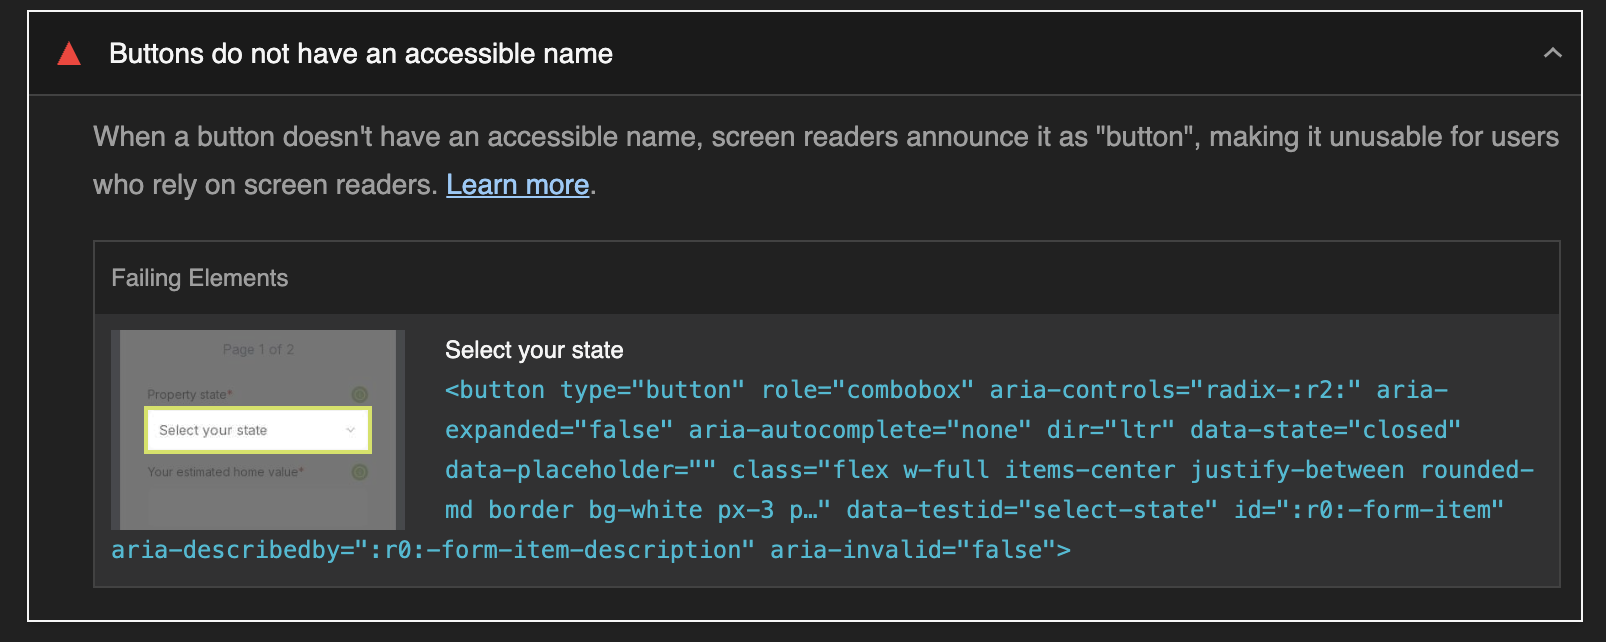 Buttons do not have an accessible name
When a button doesn't have an accessible name, screen readers announce it as "button", making it unusable for users
who rely on screen readers. Learn more.
Failing Elements
Page 1 of 2
Property state*
Select your state
Your estimated home value*
Select your state
<button type="button" role="combobox" aria-controls="radix-:r2:" aria-
expanded="false" aria-autocomplete="none" dir="ltr" data-state="closed"
data-placeholder="" class="flex w-full items-center justify-between rounded-
md border bg-white px-3 p…" data-testid="select-state" id=":r0:-form-item"
aria-describedby=":r0:-form-item-description" aria-invalid="false">